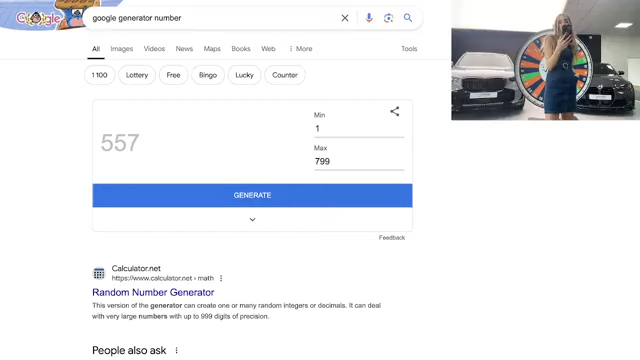 Google
google generator number
All Images Videos News Maps Books Web More Tools
1 100 Lottery Free Bingo Lucky Counter
Min
1
557
Max
799
GENERATE
Feedback
Calculator.net
https://www.calculator.net › math
Random Number Generator
This version of the generator can create one or many random integers or decimals. It can deal
with very large numbers with up to 999 digits of precision.
People also ask